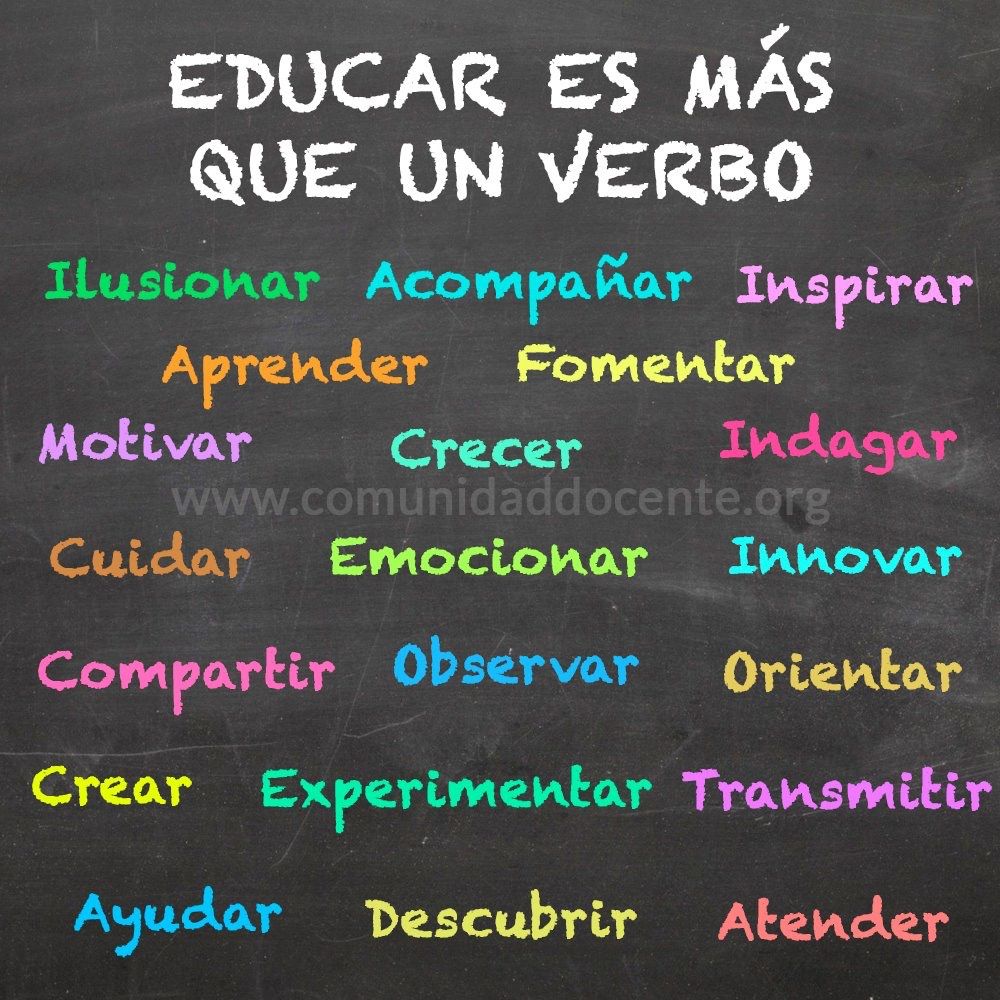 EDUCAR ES MÁS
QUE UN VERBO
Ilusionar Acompañar Inspirar
Aprender Fomentar
Motivar Crecer Indagar
www.comunidaddocente.org
Cuidar Emocionar Innovar
Compartir Observar Orientar
Crear Experimentar Transmitir
Ayudar Descubrir Atender